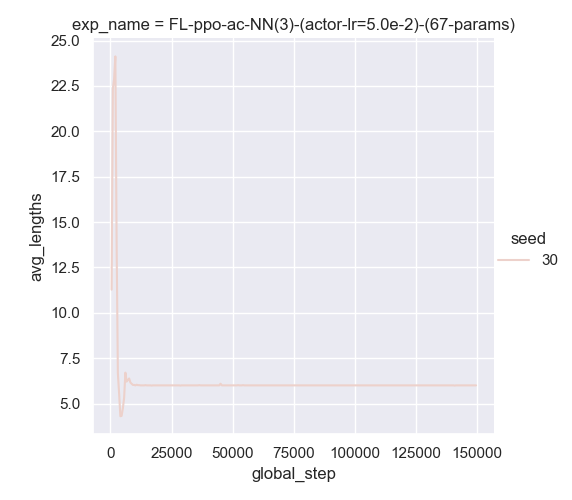 exp_name = FL-ppo-ac-NN(3)-(actor-lr=5.0e-2)-(67-params)
25.0
22.5
20.0
17.5
15.0
12.5
10.0
7.5
5.0
avg_lengths
0 25000 50000 75000 100000 125000 150000
global_step
seed
30